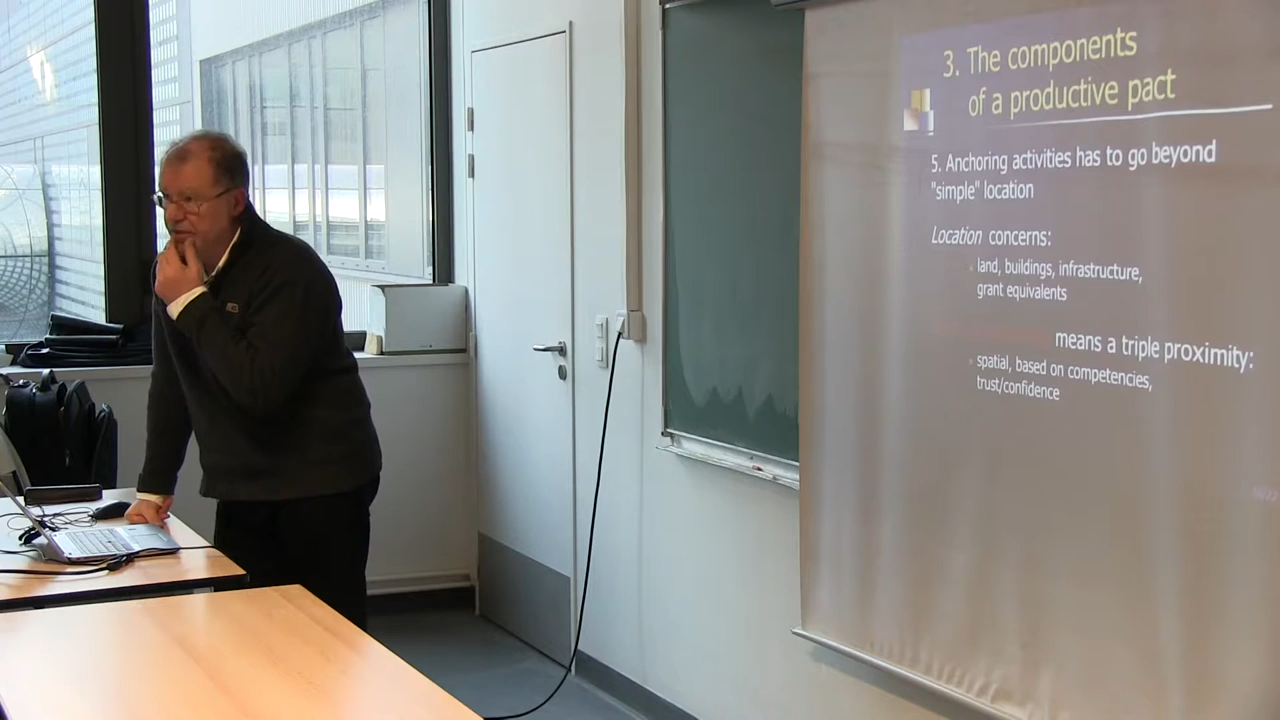 3. The components
of a productive pact
5. Anchoring activities has to go beyond
"simple" location
Location concerns:
land, buildings, infrastructure,
grant equivalents
means a triple proximity:
spatial, based on competencies,
trust/confidence